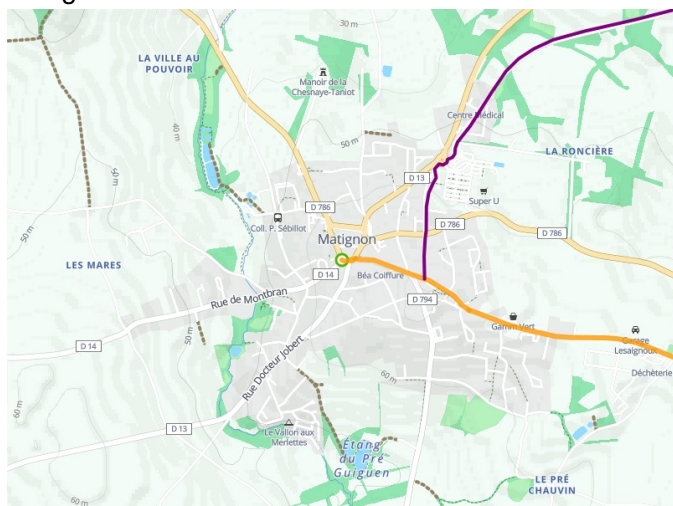 30 m
LA VILLE AU
POUVOIR
Manoir de la
Chesnaye-Taniot
40 m
50 m
50 m
Centre Médical
LA RONCIÈRE
D 13
Super U
D 786
Coll. P. Sébillot
D 786
D 786
Matignon
50 m
LES MARES
D 14
Béa Coiffure
Rue de Montbran
D 794
Gamm Vert
Garage
Lesaignoux
D 14
50 m
Rue Docteur Jobert
Déchèterie
60 m
60 m
D 13
Le Vallon aux
Merlettes
Étang
du Pré
Guiguen
LE PRÉ
CHAUVIN
60 m